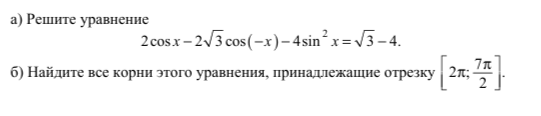 а) Решите уравнение
2cos x − 2√3 cos(−x) − 4sin² x = √3 − 4.
б) Найдите все корни этого уравнения, принадлежащие отрезку [2π; 7π/2].